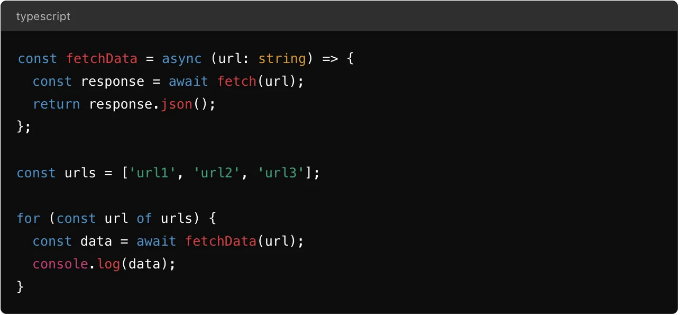 typescript
const fetchData = async (url: string) => {
  const response = await fetch(url);
  return response.json();
};
const urls = ['url1', 'url2', 'url3'];
for (const url of urls) {
  const data = await fetchData(url);
  console.log(data);
}